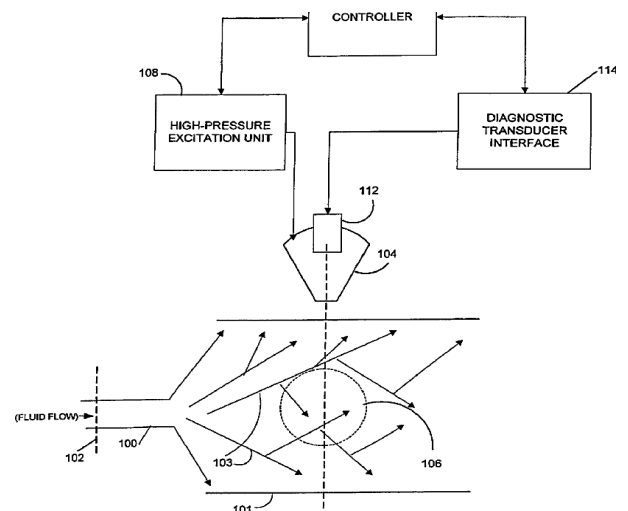 CONTROLLER
108
114
HIGH-PRESSURE
EXCITATION UNIT
DIAGNOSTIC
TRANSDUCER
INTERFACE
112
104
(FLUID FLOW)
102
100
103
106
101